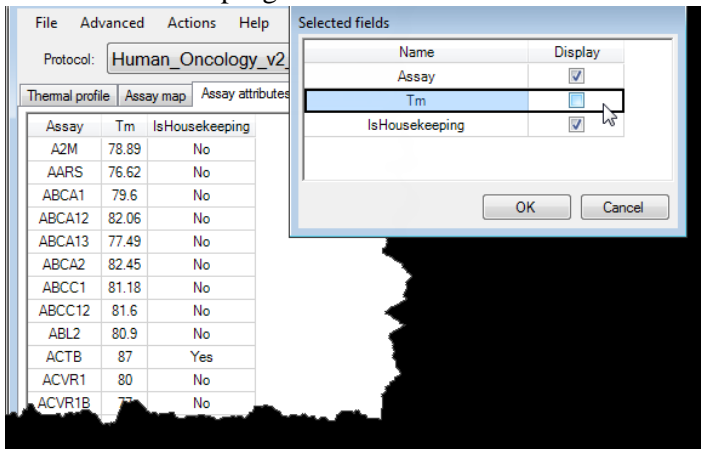 File Advanced Actions Help
Protocol: Human_Oncology_v2_
Thermal profile Assay map Assay attributes
Assay Tm IsHousekeeping
A2M 78.89 No
AARS 76.62 No
ABCA1 79.6 No
ABCA12 82.06 No
ABCA13 77.49 No
ABCA2 82.45 No
ABCC1 81.18 No
ABCC12 81.6 No
ABL2 80.9 No
ACTB 87 Yes
ACVR1 80 No
ACVR1B No
Selected fields
Name Display
Assay
Tm
IsHousekeeping
OK Cancel